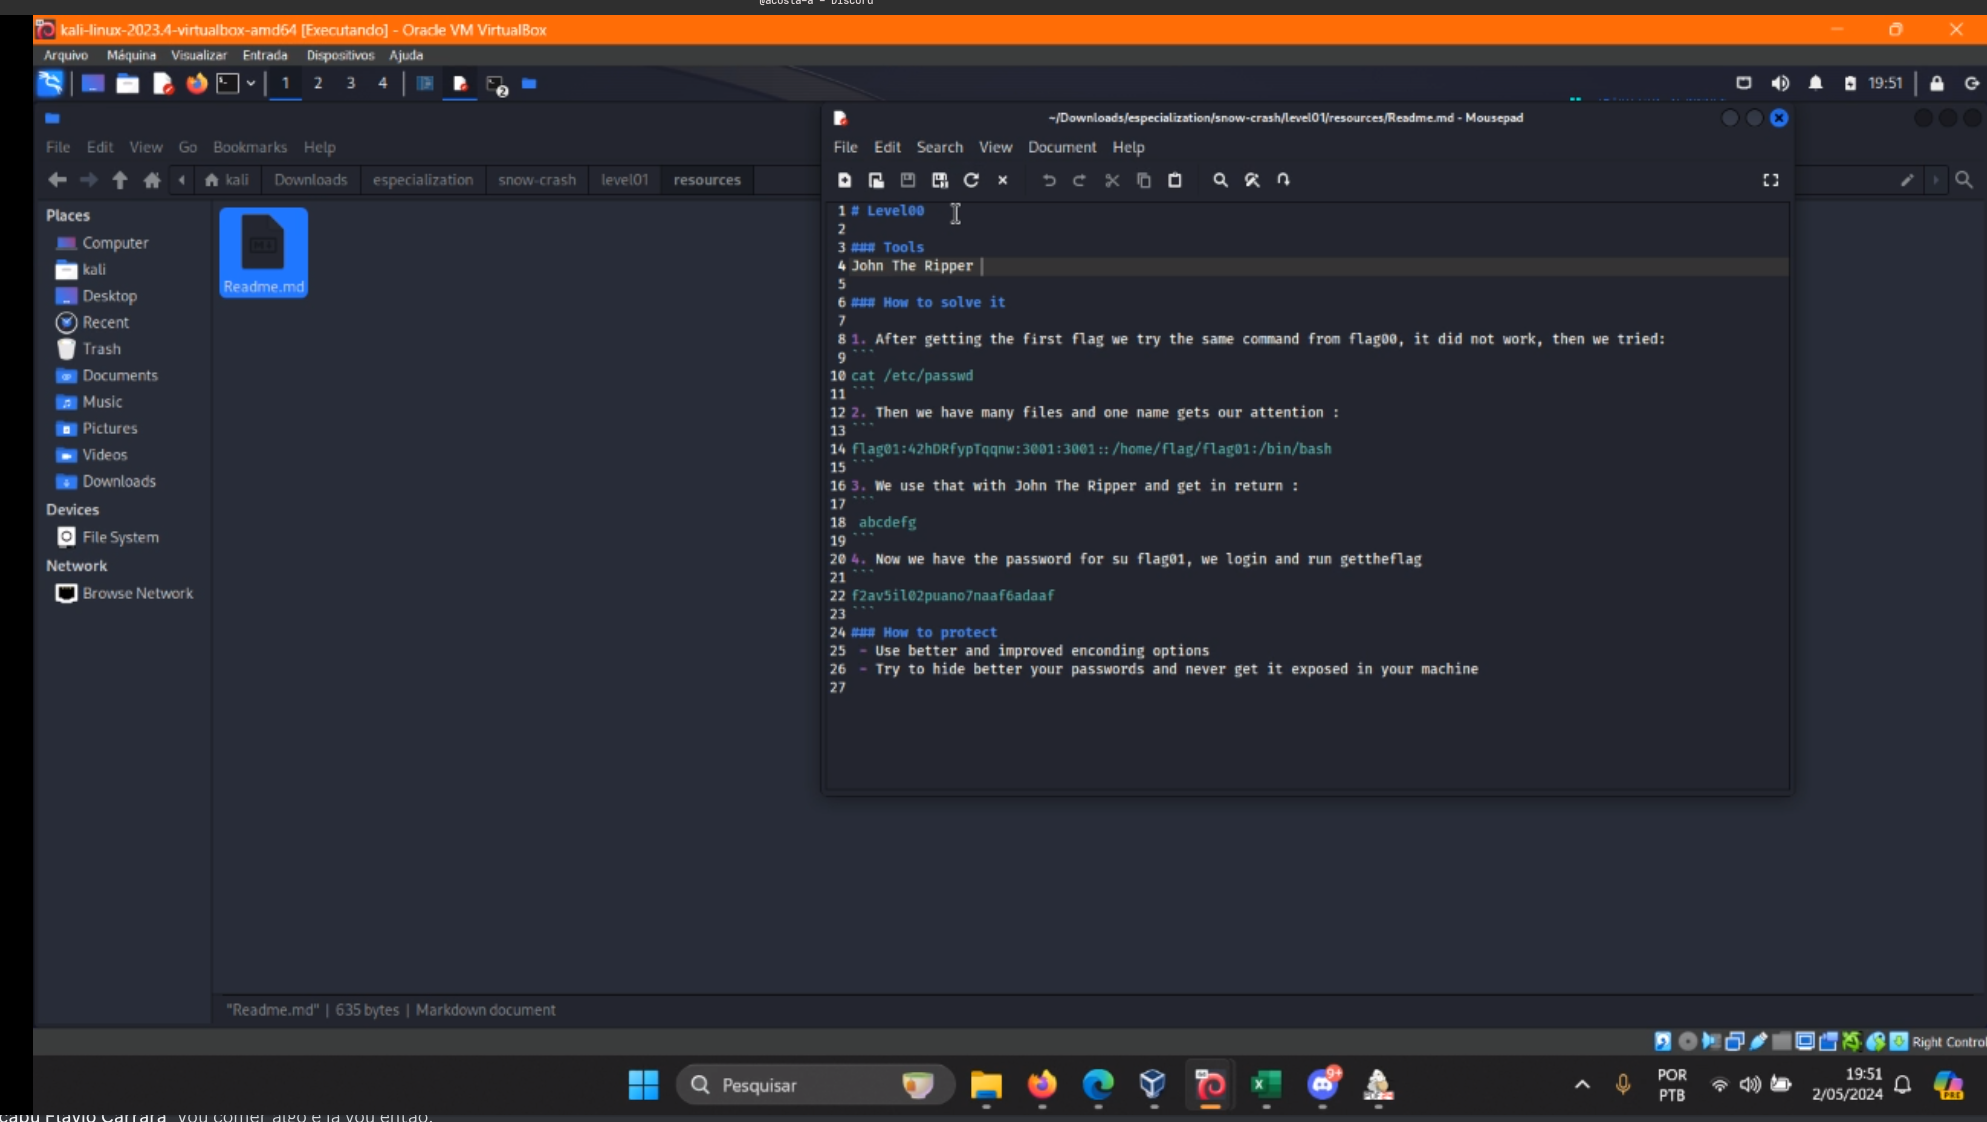 @acosta-a - Discord
kali-linux-2023.4-virtualbox-amd64 [Executando] - Oracle VM VirtualBox
Arquivo Máquina Visualizar Entrada Dispositivos Ajuda
1 2 3 4
2
19:51
~/Downloads/especialization/snow-crash/level01/resources/Readme.md - Mousepad
File Edit View Go Bookmarks Help
File Edit Search View Document Help
kali Downloads especialization snow-crash level01 resources
Places
Computer
kali
Desktop
Recent
Trash
Documents
Music
Pictures
Videos
Downloads
Devices
File System
Network
Browse Network
Readme.md
1 # Level00
2
3 ### Tools
4 John The Ripper
5
6 ### How to solve it
7
8 1. After getting the first flag we try the same command from flag00, it did not work, then we tried:
9 ```
10 cat /etc/passwd
11 ```
12 2. Then we have many files and one name gets our attention :
13 ```
14 flag01:42hDRfypTqqnw:3001:3001::/home/flag/flag01:/bin/bash
15 ```
16 3. We use that with John The Ripper and get in return :
17 ```
18 abcdefg
19 ```
20 4. Now we have the password for su flag01, we login and run gettheflag
21 ```
22 f2av5il02puano7naaf6adaaf
23 ```
24 ### How to protect
25 - Use better and improved enconding options
26 - Try to hide better your passwords and never get it exposed in your machine
27
"Readme.md" | 635 bytes | Markdown document
Right Control
Pesquisar
9+
POR
PTB
19:51
2/05/2024
PRE
Flavio Carrara vou comer algo e la vou entao.